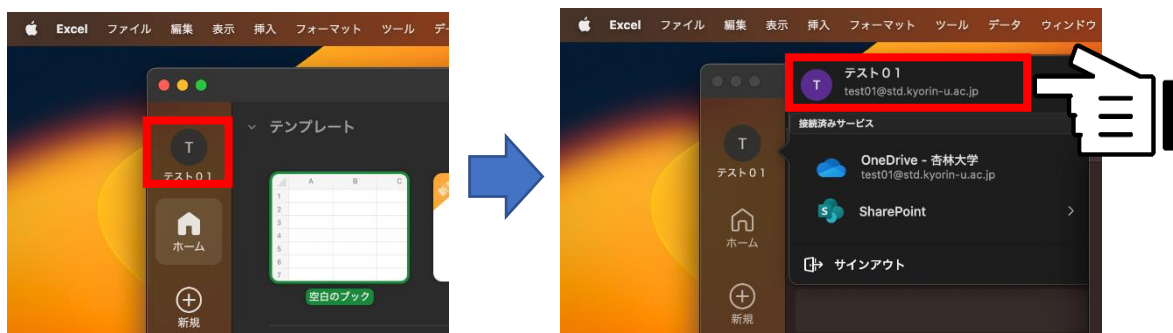 Excel ファイル 編集 表示 挿入 フォーマット ツール
テンプレート
T
テスト01
A B C
1
2
3
4
5
6
7
ホーム
空白のブック
新規
Excel ファイル 編集 表示 挿入 フォーマット ツール データ ウィンドウ
T
テスト01
test01@std.kyorin-u.ac.jp
接続済みサービス
T
テスト01
OneDrive - 杏林大学
test01@std.kyorin-u.ac.jp
S
SharePoint
ホーム
サインアウト
新規